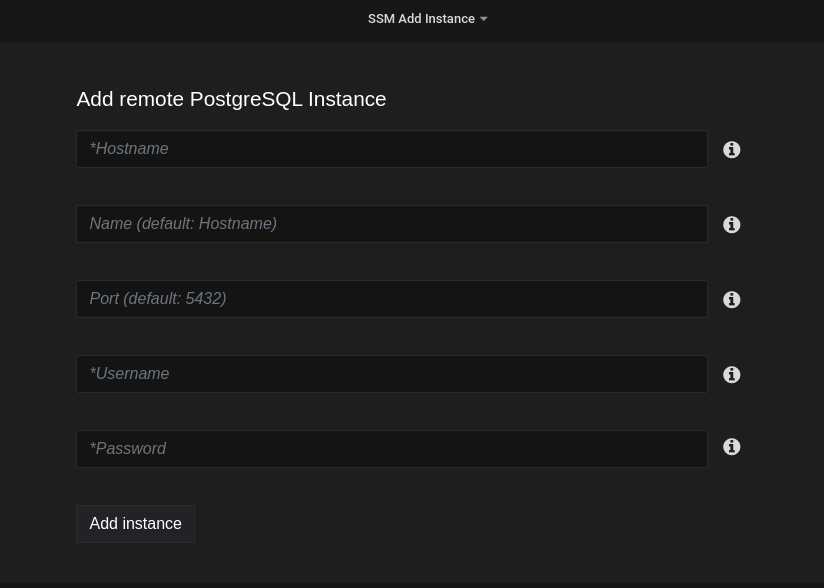 SSM Add Instance
Add remote PostgreSQL Instance
*Hostname
Name (default: Hostname)
Port (default: 5432)
*Username
*Password
Add instance